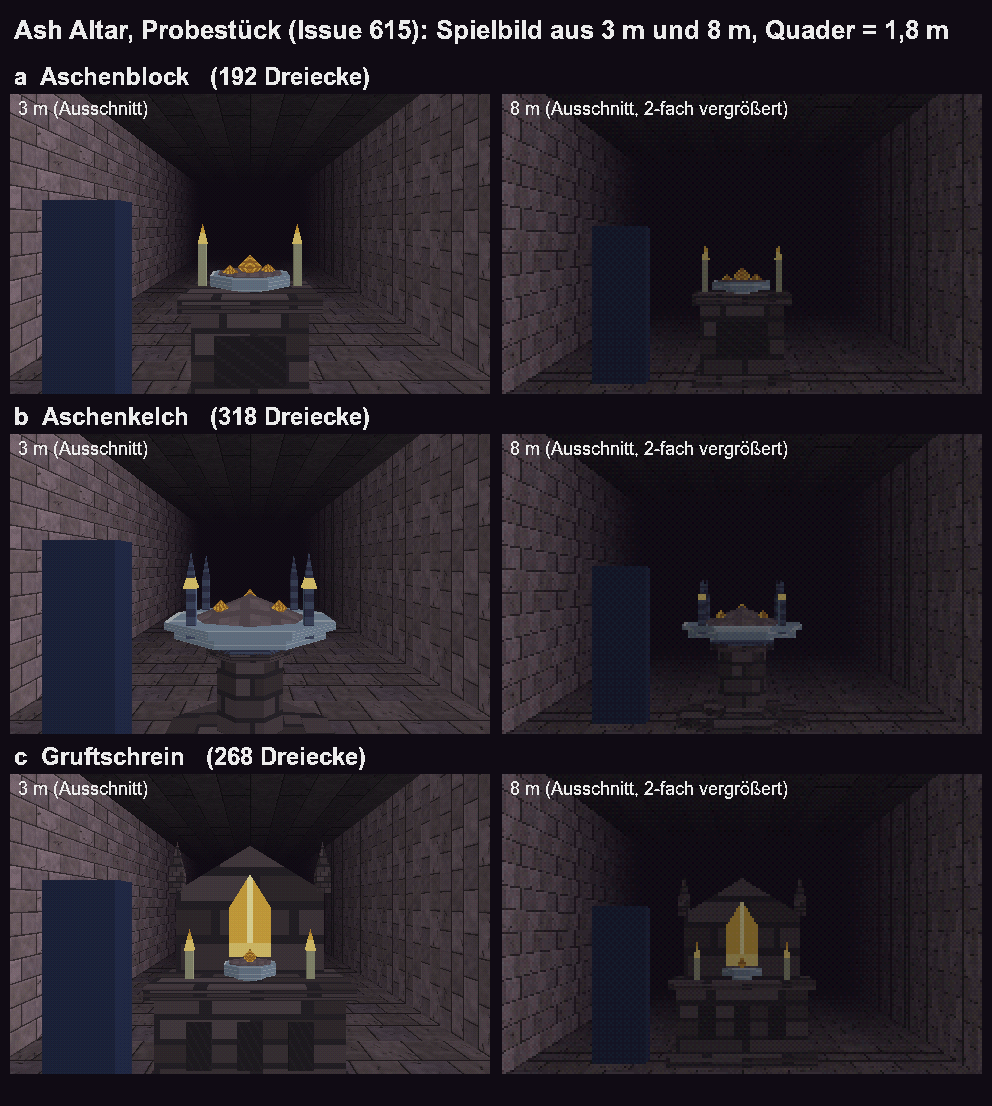 Ash Altar, Probestück (Issue 615): Spielbild aus 3 m und 8 m, Quader = 1,8 m
a Aschenblock (192 Dreiecke)
3 m (Ausschnitt)
8 m (Ausschnitt, 2-fach vergrößert)
b Aschenkelch (318 Dreiecke)
3 m (Ausschnitt)
8 m (Ausschnitt, 2-fach vergrößert)
c Gruftschrein (268 Dreiecke)
3 m (Ausschnitt)
8 m (Ausschnitt, 2-fach vergrößert)